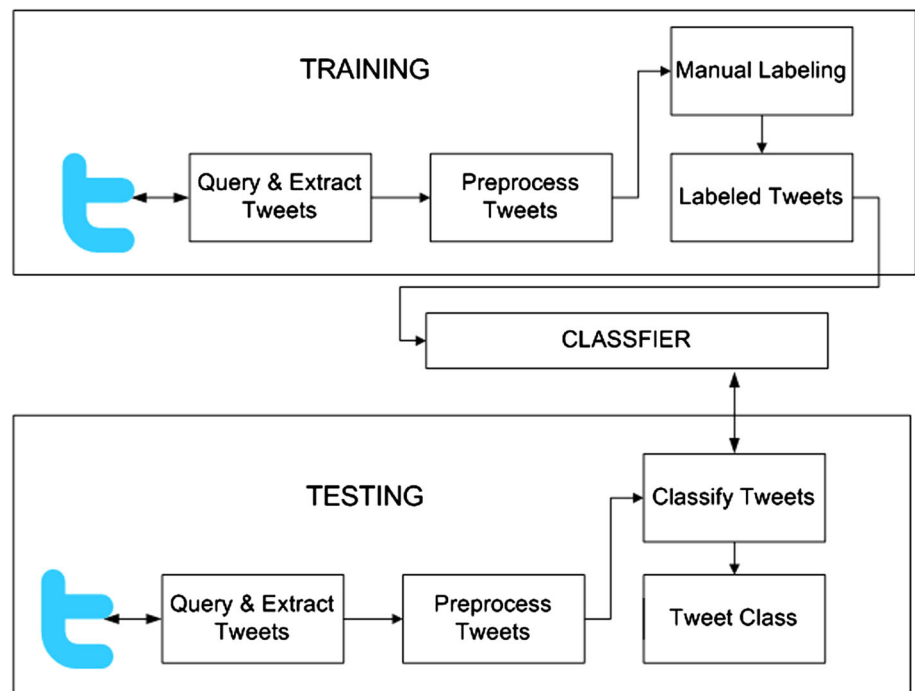 TRAINING
Manual Labeling
Query & Extract
Tweets
Preprocess
Tweets
Labeled Tweets
CLASSFIER
TESTING
Classify Tweets
Query & Extract
Tweets
Preprocess
Tweets
Tweet Class